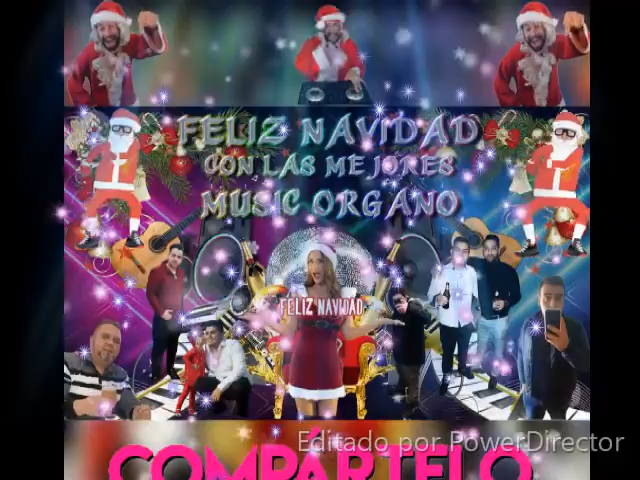 FELIZ NAVIDAD
CON LAS MEJORES
MUSIC ORGANO
FELIZ NAVIDAD
Editado por PowerDirector
COMPÁRTELO